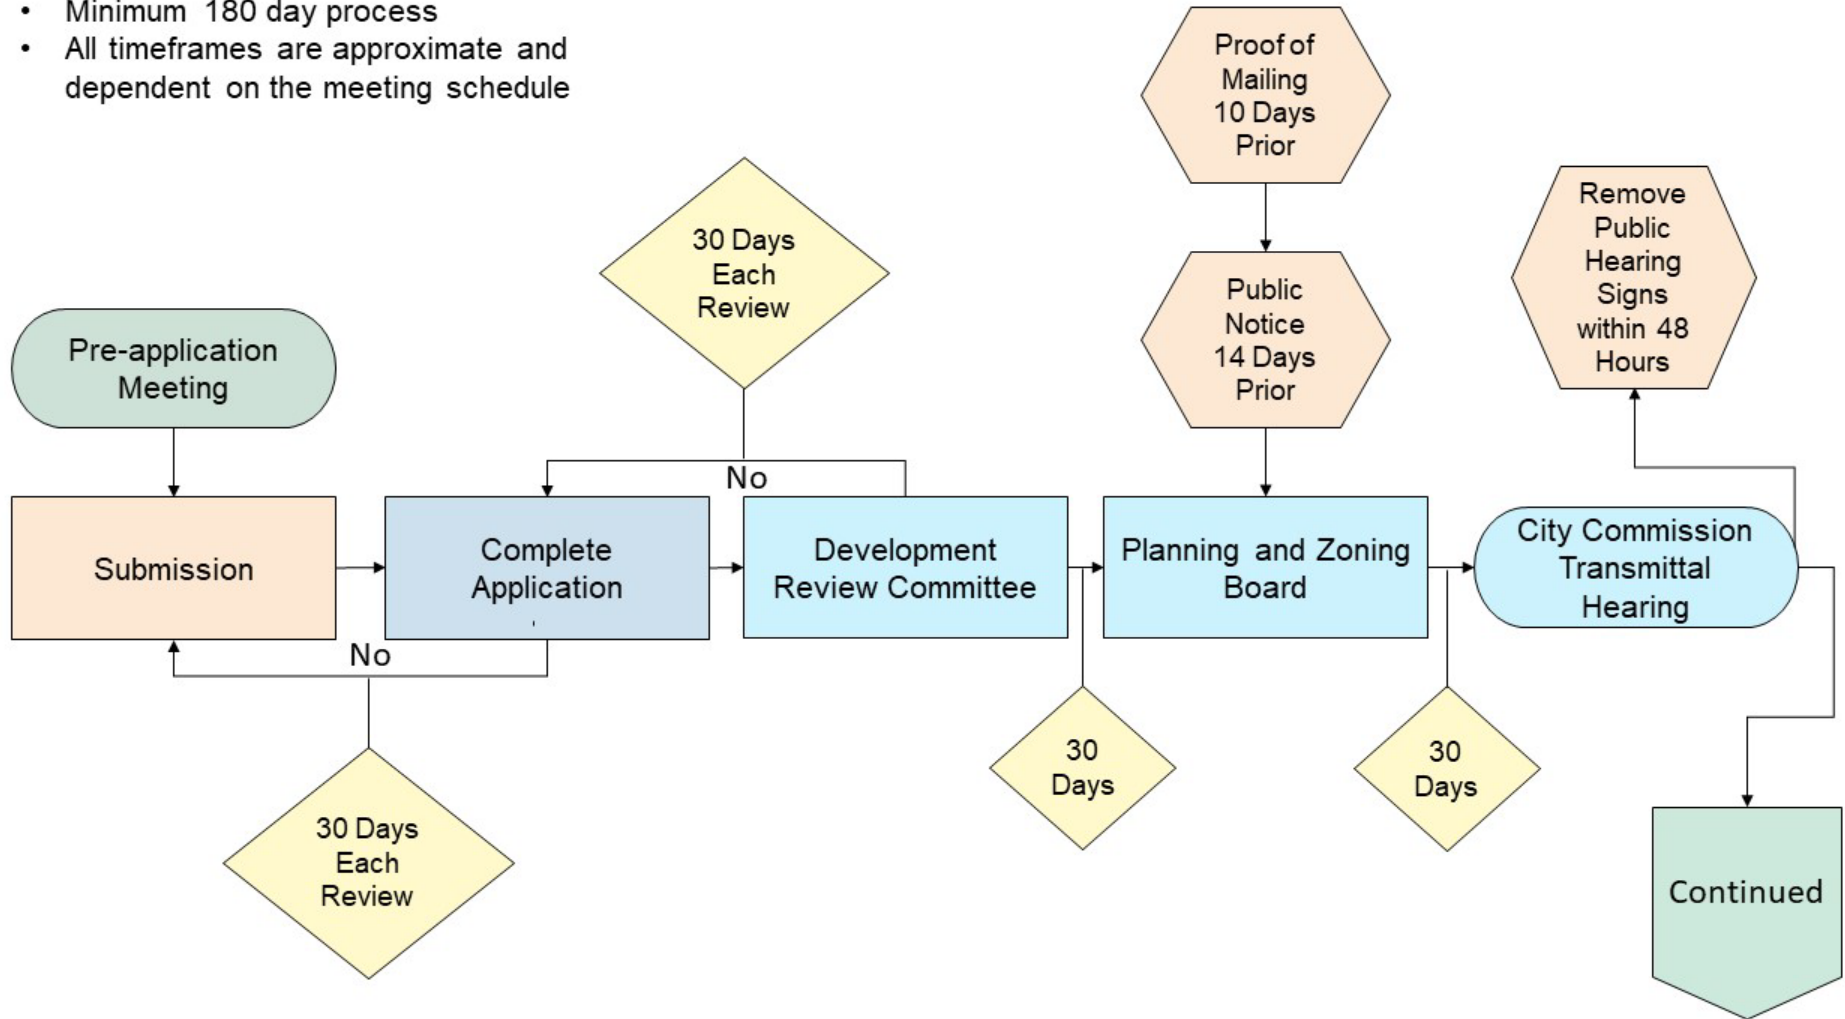 • Minimum 180 day process
• All timeframes are approximate and
dependent on the meeting schedule
Proof of
Mailing
10 Days
Prior
Remove
Public
Hearing
Signs
within 48
Hours
30 Days
Each
Review
Public
Notice
14 Days
Prior
Pre-application
Meeting
No
Submission
Complete
Application
Development
Review Committee
Planning and Zoning
Board
City Commission
Transmittal
Hearing
No
30 Days
Each
Review
30
Days
30
Days
Continued